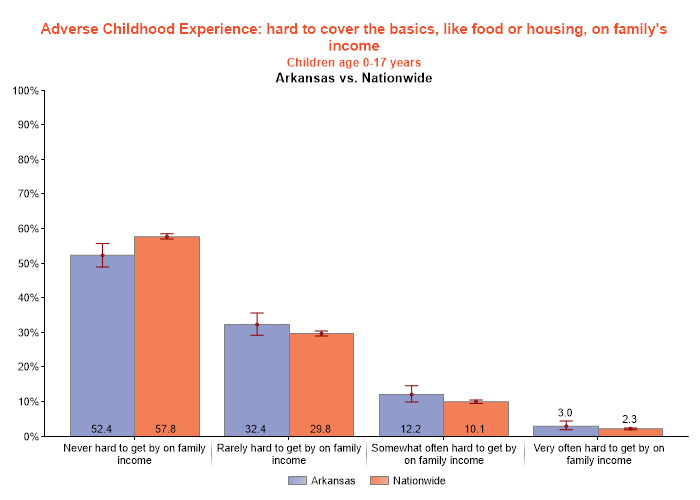 Adverse Childhood Experience: hard to cover the basics, like food or housing, on family's
income
Children age 0-17 years
Arkansas vs. Nationwide
100%
90%
80%
70%
60%
50%
40%
30%
20%
10%
0%
52.4
57.8
32.4
29.8
12.2
10.1
3.0
2.3
Never hard to get by on family
income
Rarely hard to get by on family
income
Somewhat often hard to get by
on family income
Very often hard to get by on
family income
Arkansas
Nationwide